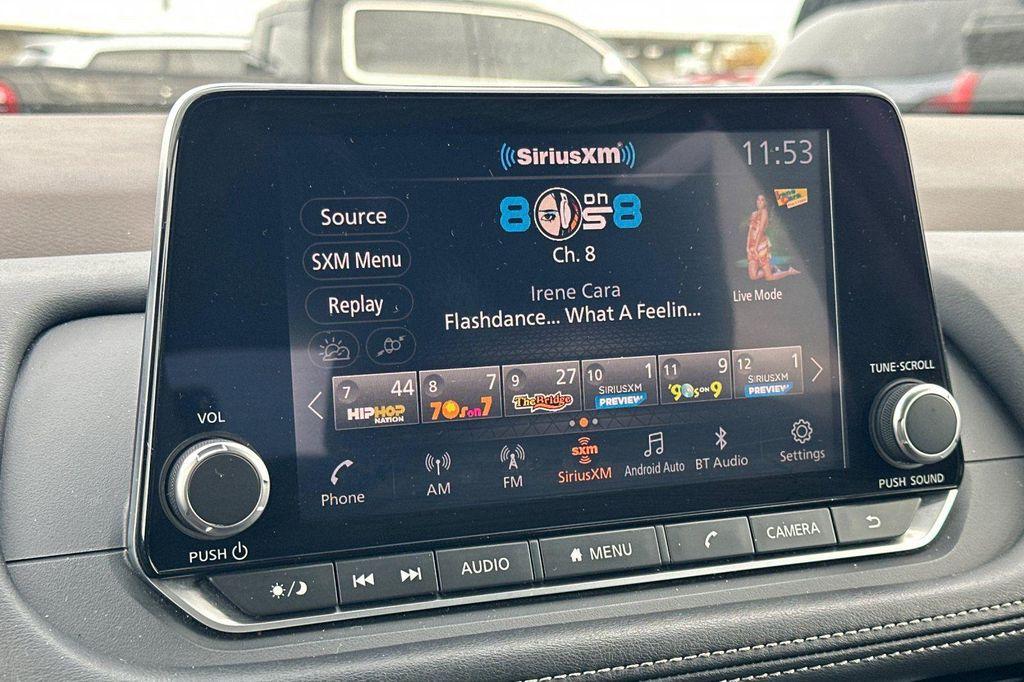 SiriusXM
11:53
Source
8 on 8
80s
Ch. 8
SXM Menu
Irene Cara
Flashdance... What A Feelin...
Replay
Live Mode
7 44
HIPHOP
NATION
8 7
70s on 7
9 27
The Bridge
10 1
SIRIUSXM
PREVIEW
11 9
'90s on 9
12 1
SIRIUSXM
PREVIEW
VOL
TUNE·SCROLL
Phone
AM
FM
sxm
SiriusXM
Android Auto
BT Audio
Settings
PUSH
PUSH SOUND
AUDIO
MENU
CAMERA